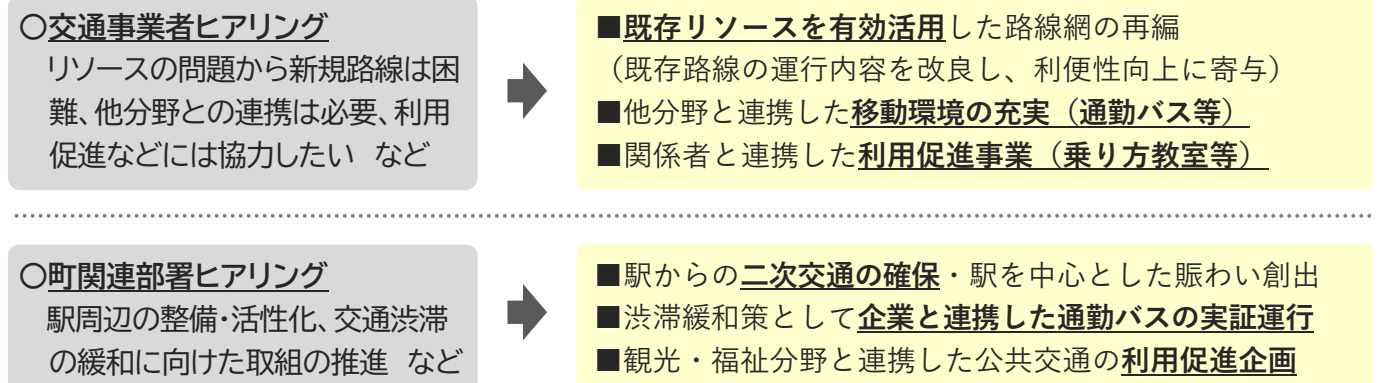 〇交通事業者ヒアリング
リソースの問題から新規路線は困
難、他分野との連携は必要、利用
促進などには協力したい など
■既存リソースを有効活用した路線網の再編
（既存路線の運行内容を改良し、利便性向上に寄与）
■他分野と連携した移動環境の充実（通勤バス等）
■関係者と連携した利用促進事業（乗り方教室等）
〇町関連部署ヒアリング
駅周辺の整備・活性化、交通渋滞
の緩和に向けた取組の推進 など
■駅からの二次交通の確保・駅を中心とした賑わい創出
■渋滞緩和策として企業と連携した通勤バスの実証運行
■観光・福祉分野と連携した公共交通の利用促進企画